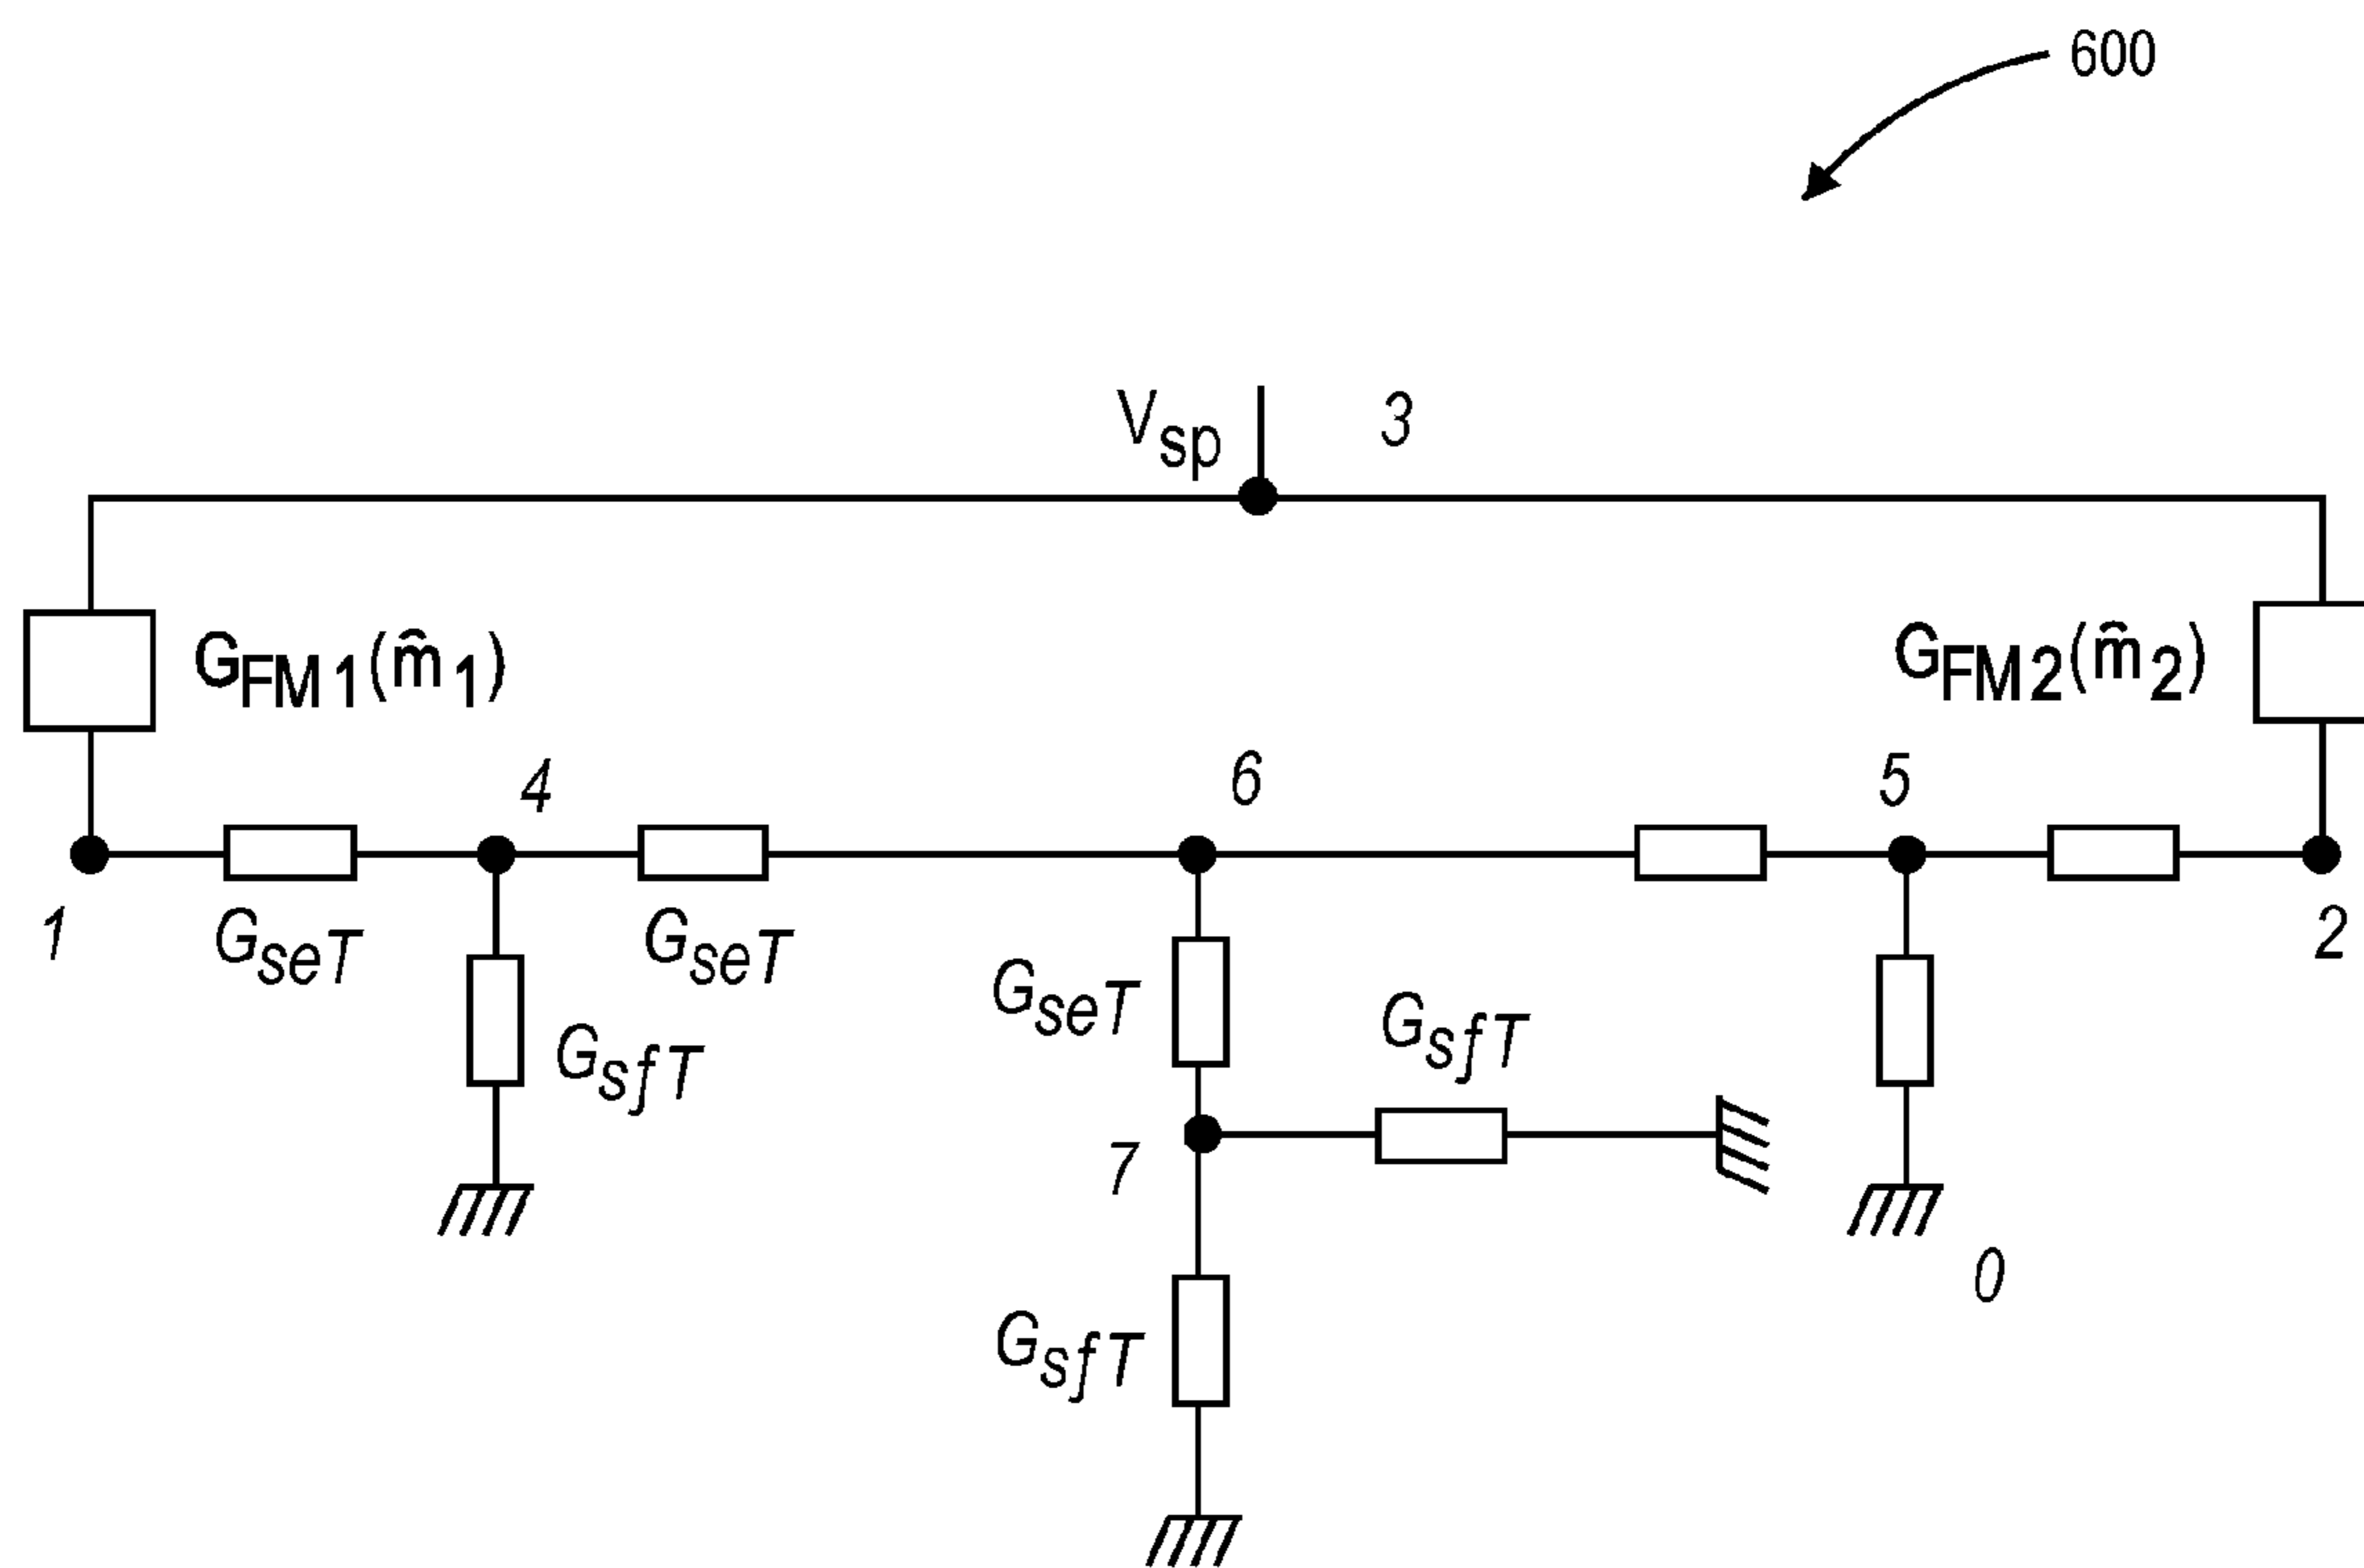 600
Vsp 3
GFM1(m̂1)
GFM2(m̂2)
4 6 5
1 GseT GseT 2
GseT GsfT
GsfT
7
0
GsfT